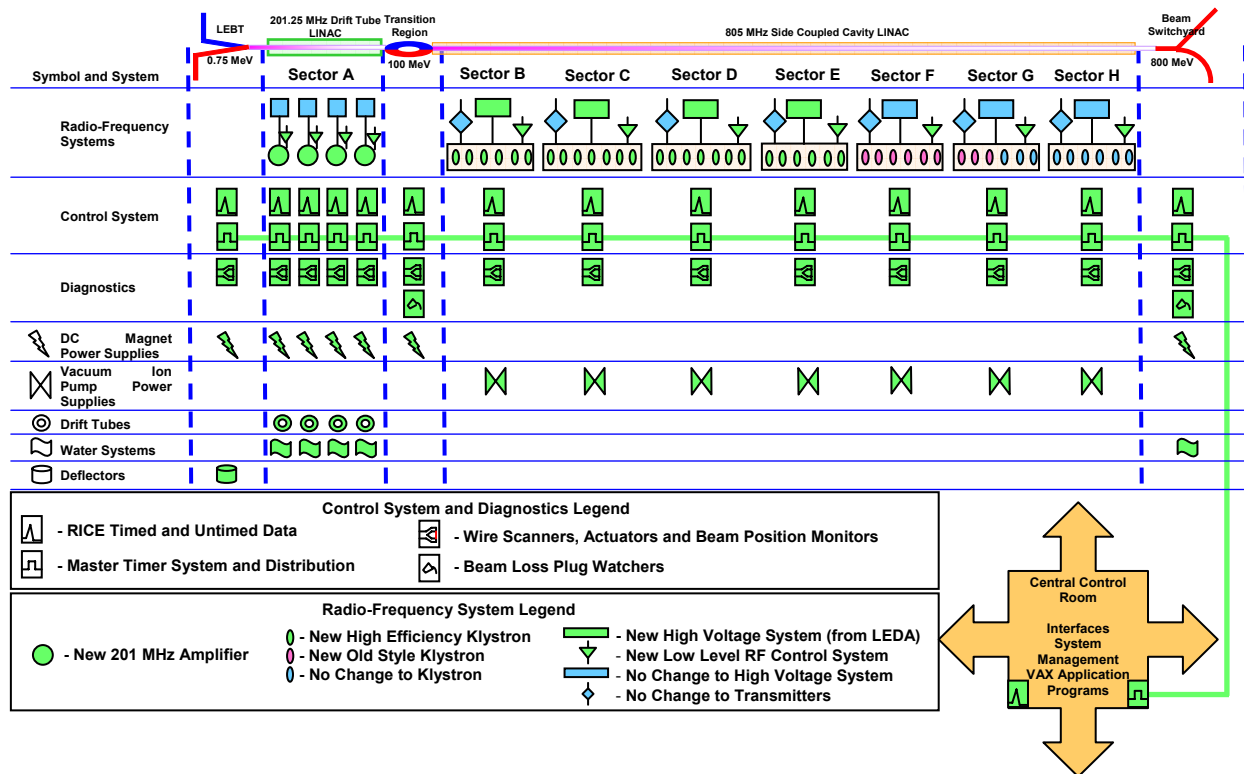 LEBT
201.25 MHz Drift Tube
LINAC
Transition
Region
805 MHz Side Coupled Cavity LINAC
Beam
Switchyard
0.75 MeV
100 MeV
800 MeV
Symbol and System
Sector A
Sector B
Sector C
Sector D
Sector E
Sector F
Sector G
Sector H
Radio-Frequency
Systems
Control System
Diagnostics
DC Magnet
Power Supplies
Vacuum Ion
Pump Power
Supplies
Drift Tubes
Water Systems
Deflectors
Control System and Diagnostics Legend
- RICE Timed and Untimed Data
- Master Timer System and Distribution
- Wire Scanners, Actuators and Beam Position Monitors
- Beam Loss Plug Watchers
Radio-Frequency System Legend
- New 201 MHz Amplifier
- New High Efficiency Klystron
- New Old Style Klystron
- No Change to Klystron
- New High Voltage System (from LEDA)
- New Low Level RF Control System
- No Change to High Voltage System
- No Change to Transmitters
Central Control
Room
Interfaces
System
Management
VAX Application
Programs